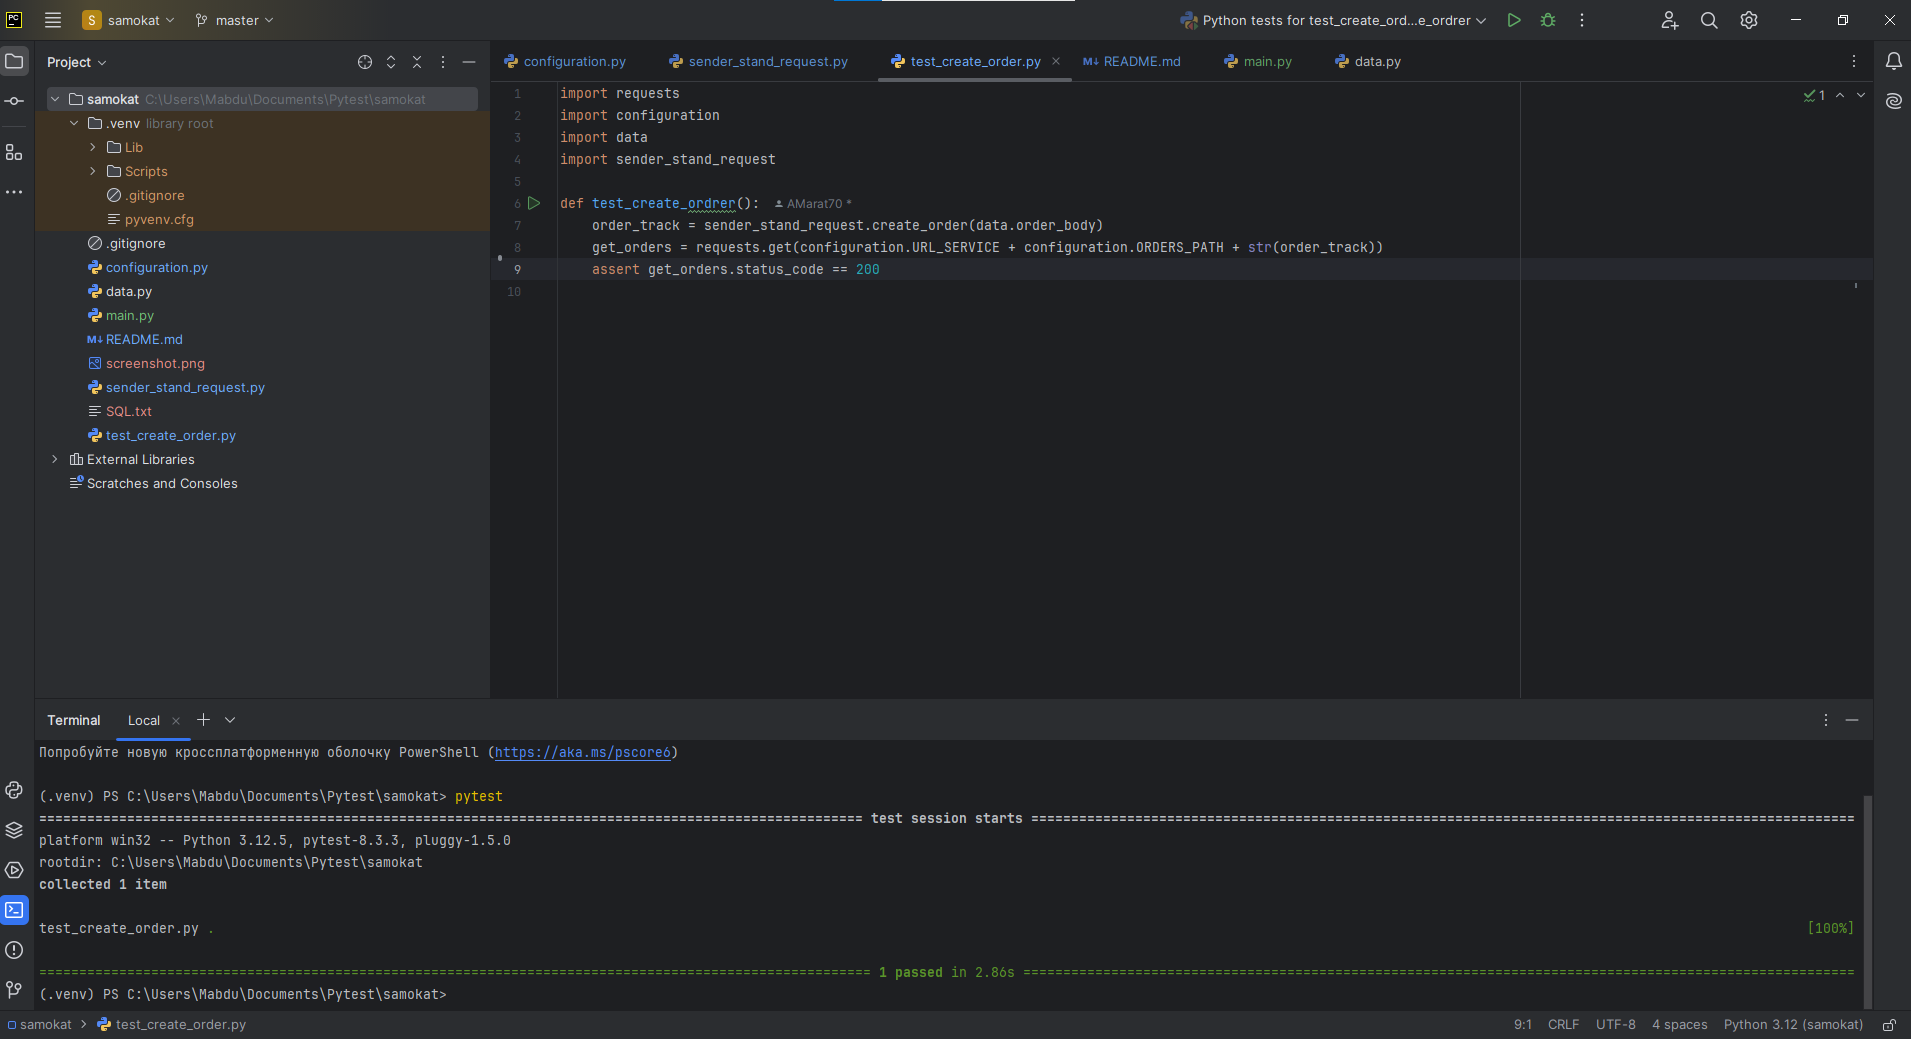 PC
S samokat
master
Python tests for test_create_ord...e_ordrer
Project
samokat C:\Users\Mabdu\Documents\Pytest\samokat
.venv library root
Lib
Scripts
.gitignore
pyvenv.cfg
.gitignore
configuration.py
data.py
main.py
M↓ README.md
screenshot.png
sender_stand_request.py
SQL.txt
test_create_order.py
External Libraries
Scratches and Consoles
configuration.py
sender_stand_request.py
test_create_order.py
M↓ README.md
main.py
data.py
1
1 import requests
2 import configuration
3 import data
4 import sender_stand_request
5
6 def test_create_ordrer(): AMarat70 *
7 order_track = sender_stand_request.create_order(data.order_body)
8 get_orders = requests.get(configuration.URL_SERVICE + configuration.ORDERS_PATH + str(order_track))
9 assert get_orders.status_code == 200
10
Terminal
Local
Попробуйте новую кроссплатформенную оболочку PowerShell (https://aka.ms/pscore6)
(.venv) PS C:\Users\Mabdu\Documents\Pytest\samokat> pytest
test session starts
platform win32 -- Python 3.12.5, pytest-8.3.3, pluggy-1.5.0
rootdir: C:\Users\Mabdu\Documents\Pytest\samokat
collected 1 item
test_create_order.py . [100%]
1 passed in 2.86s
(.venv) PS C:\Users\Mabdu\Documents\Pytest\samokat>
samokat
test_create_order.py
9:1 CRLF UTF-8 4 spaces Python 3.12 (samokat)